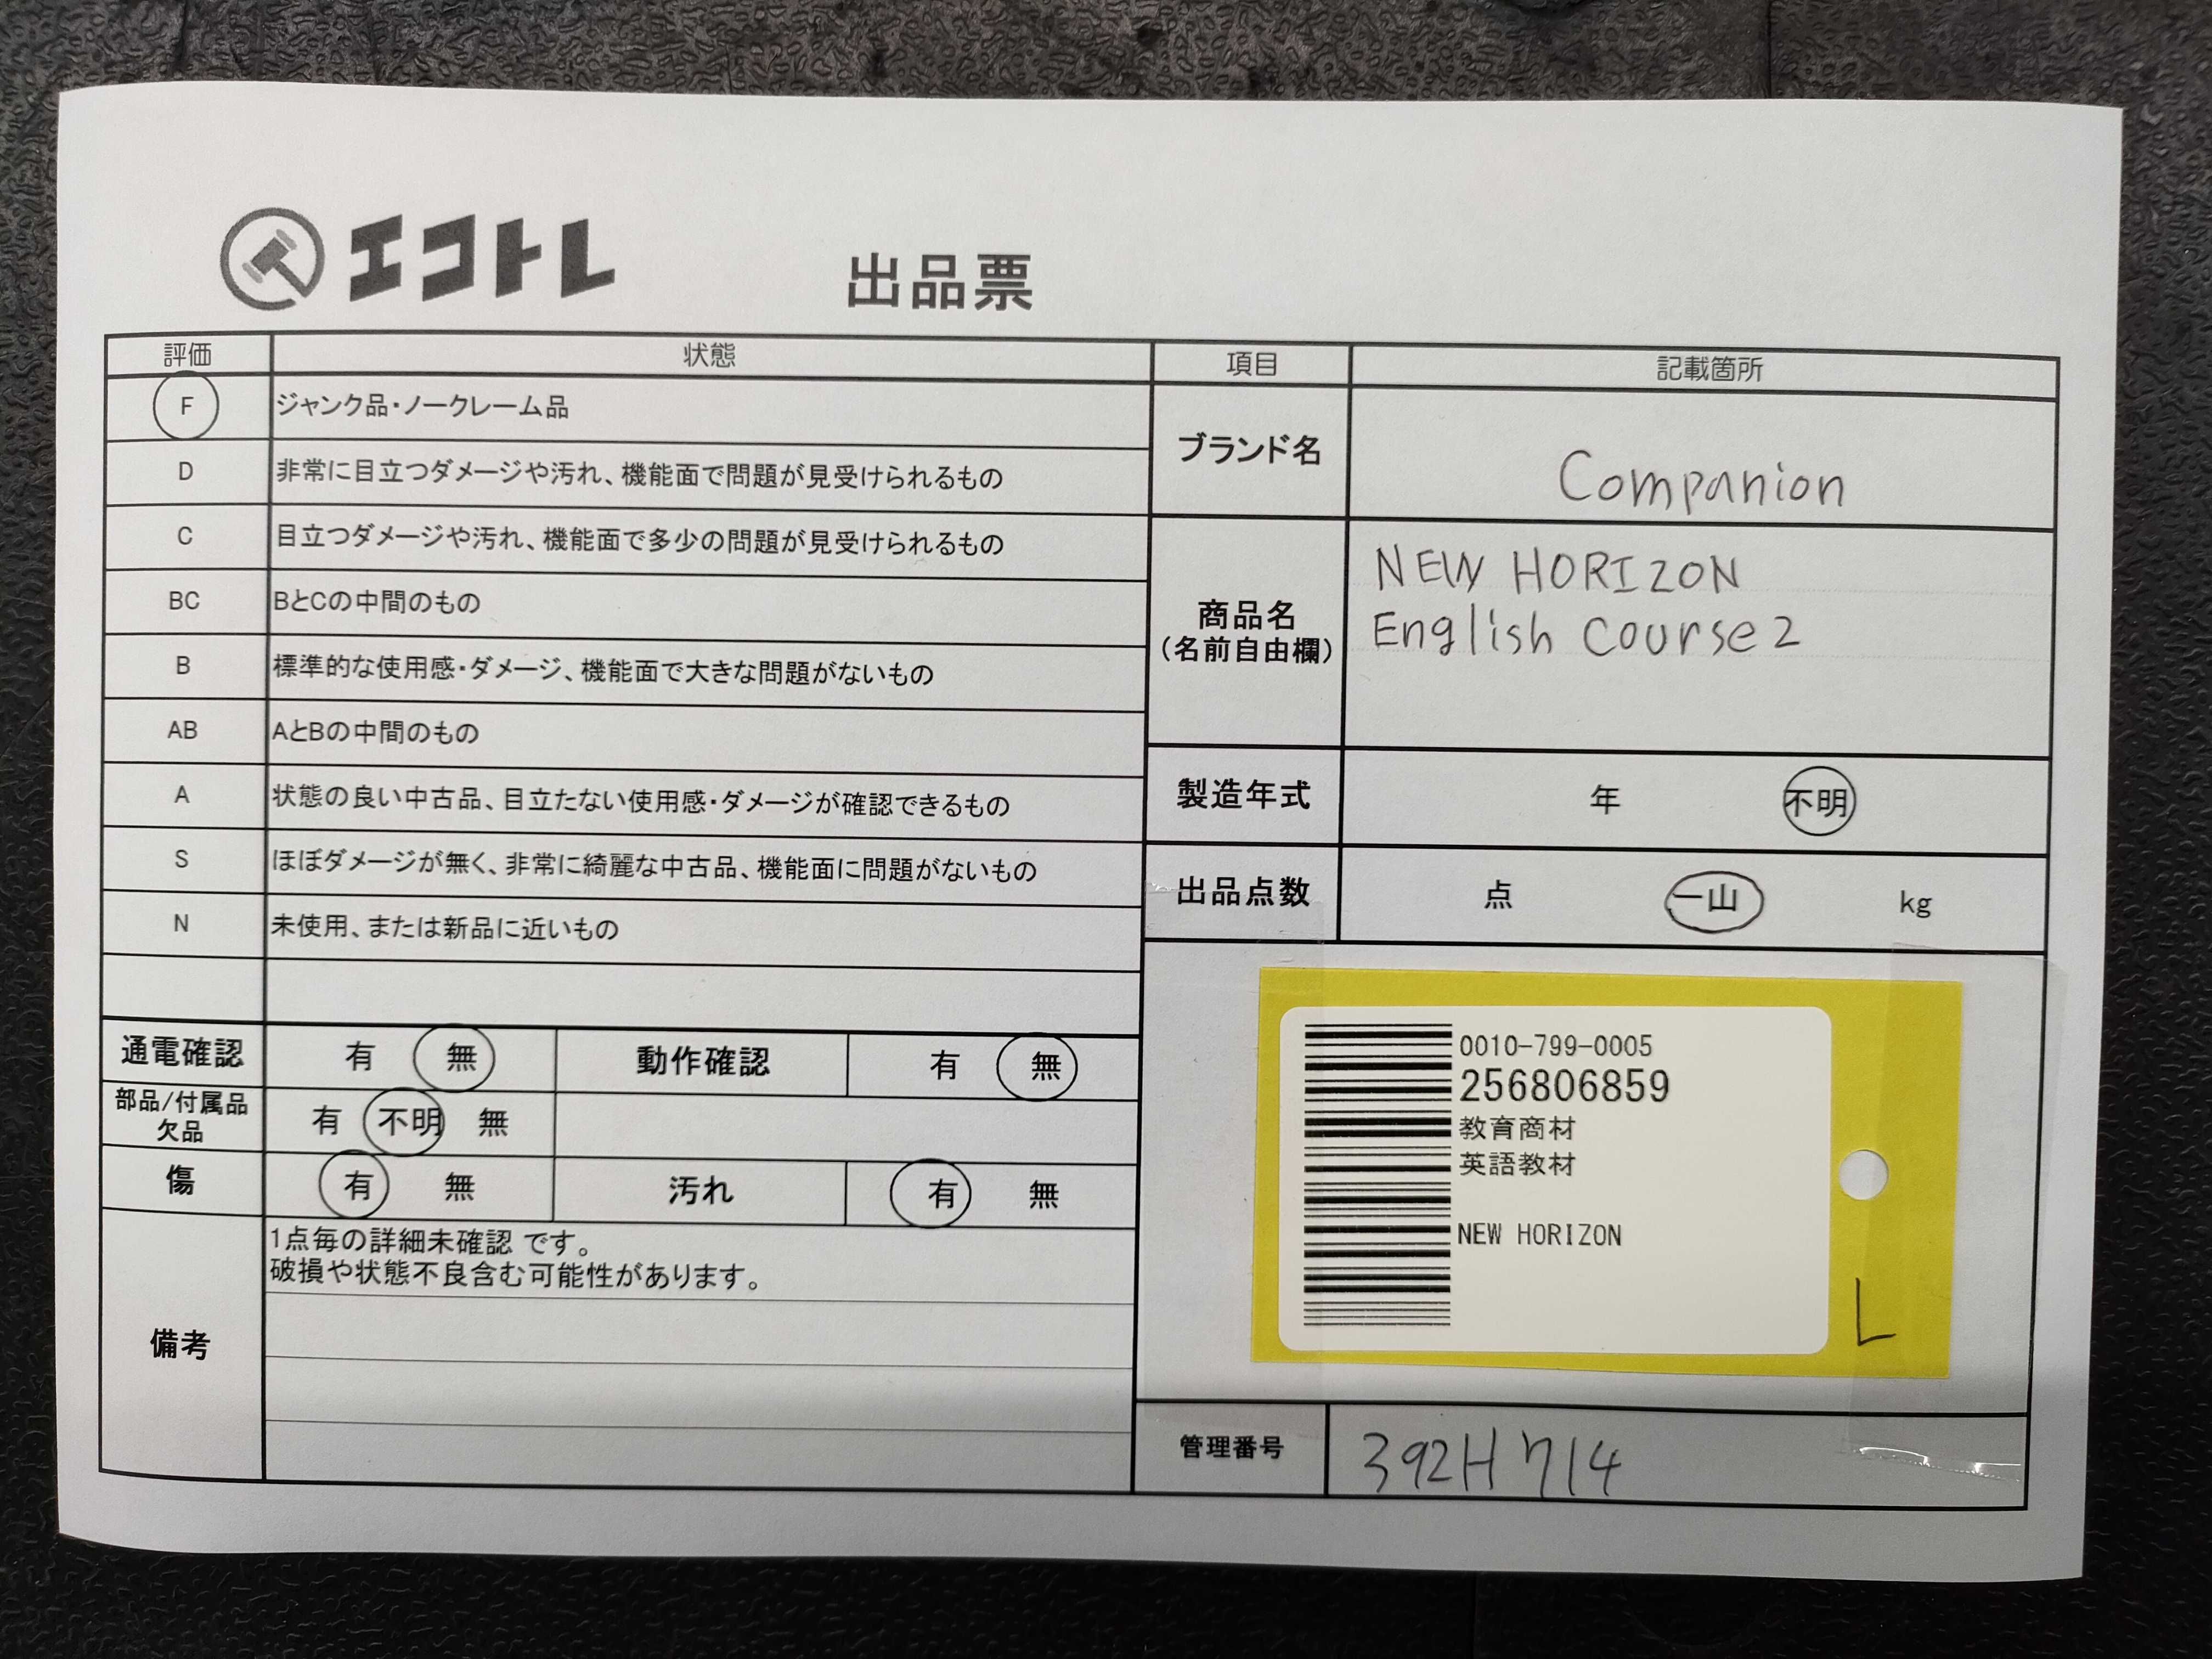 エコトレ
出品票
評価 状態
F ジャンク品・ノークレーム品
D 非常に目立つダメージや汚れ、機能面で問題が見受けられるもの
C 目立つダメージや汚れ、機能面で多少の問題が見受けられるもの
BC BとCの中間のもの
B 標準的な使用感・ダメージ、機能面で大きな問題がないもの
AB AとBの中間のもの
A 状態の良い中古品、目立たない使用感・ダメージが確認できるもの
S ほぼダメージが無く、非常に綺麗な中古品、機能面に問題がないもの
N 未使用、または新品に近いもの
通電確認 有 無 動作確認 有 無
部品/付属品
欠品 有 不明 無
傷 有 無 汚れ 有 無
備考
1点毎の詳細未確認 です。
破損や状態不良含む可能性があります。
項目 記載箇所
ブランド名 Companion
商品名
(名前自由欄)
NEW HORIZON
English Course 2
製造年式 年 不明
出品点数 点 一山 kg
0010-799-0005
256806859
教育商材
英語教材
NEW HORIZON
L
管理番号 392H714